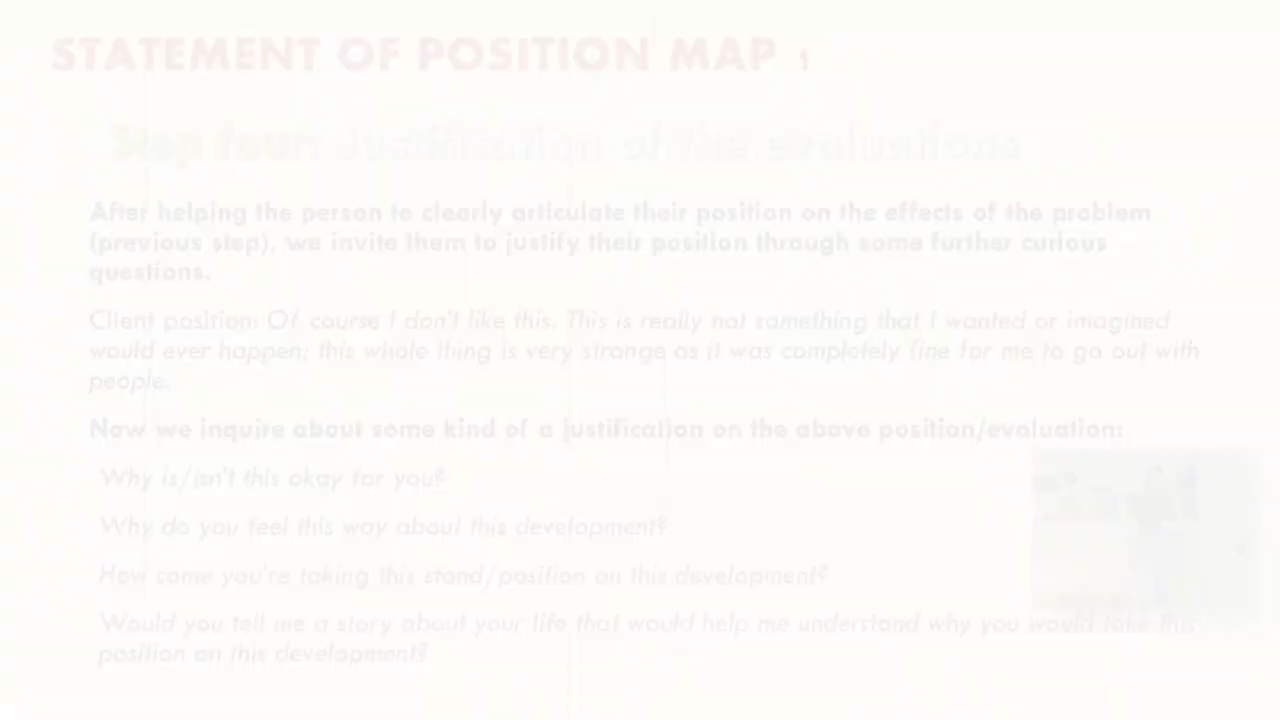 STATEMENT OF POSITION MAP 1
Step four: Justification of the evaluations
After helping the person to clearly articulate their position on the effects of the problem
(previous step), we invite them to justify their position through some further curious
questions.
Client position: Of course I don't like this. This is really not something that I wanted or imagined
would ever happen; this whole thing is very strange as it was completely fine for me to go out with
people.
Now we inquire about some kind of a justification on the above position/evaluation:
Why is/isn't this okay for you?
Why do you feel this way about this development?
How come you're taking this stand/position on this development?
Would you tell me a story about your life that would help me understand why you would take this
position on this development?